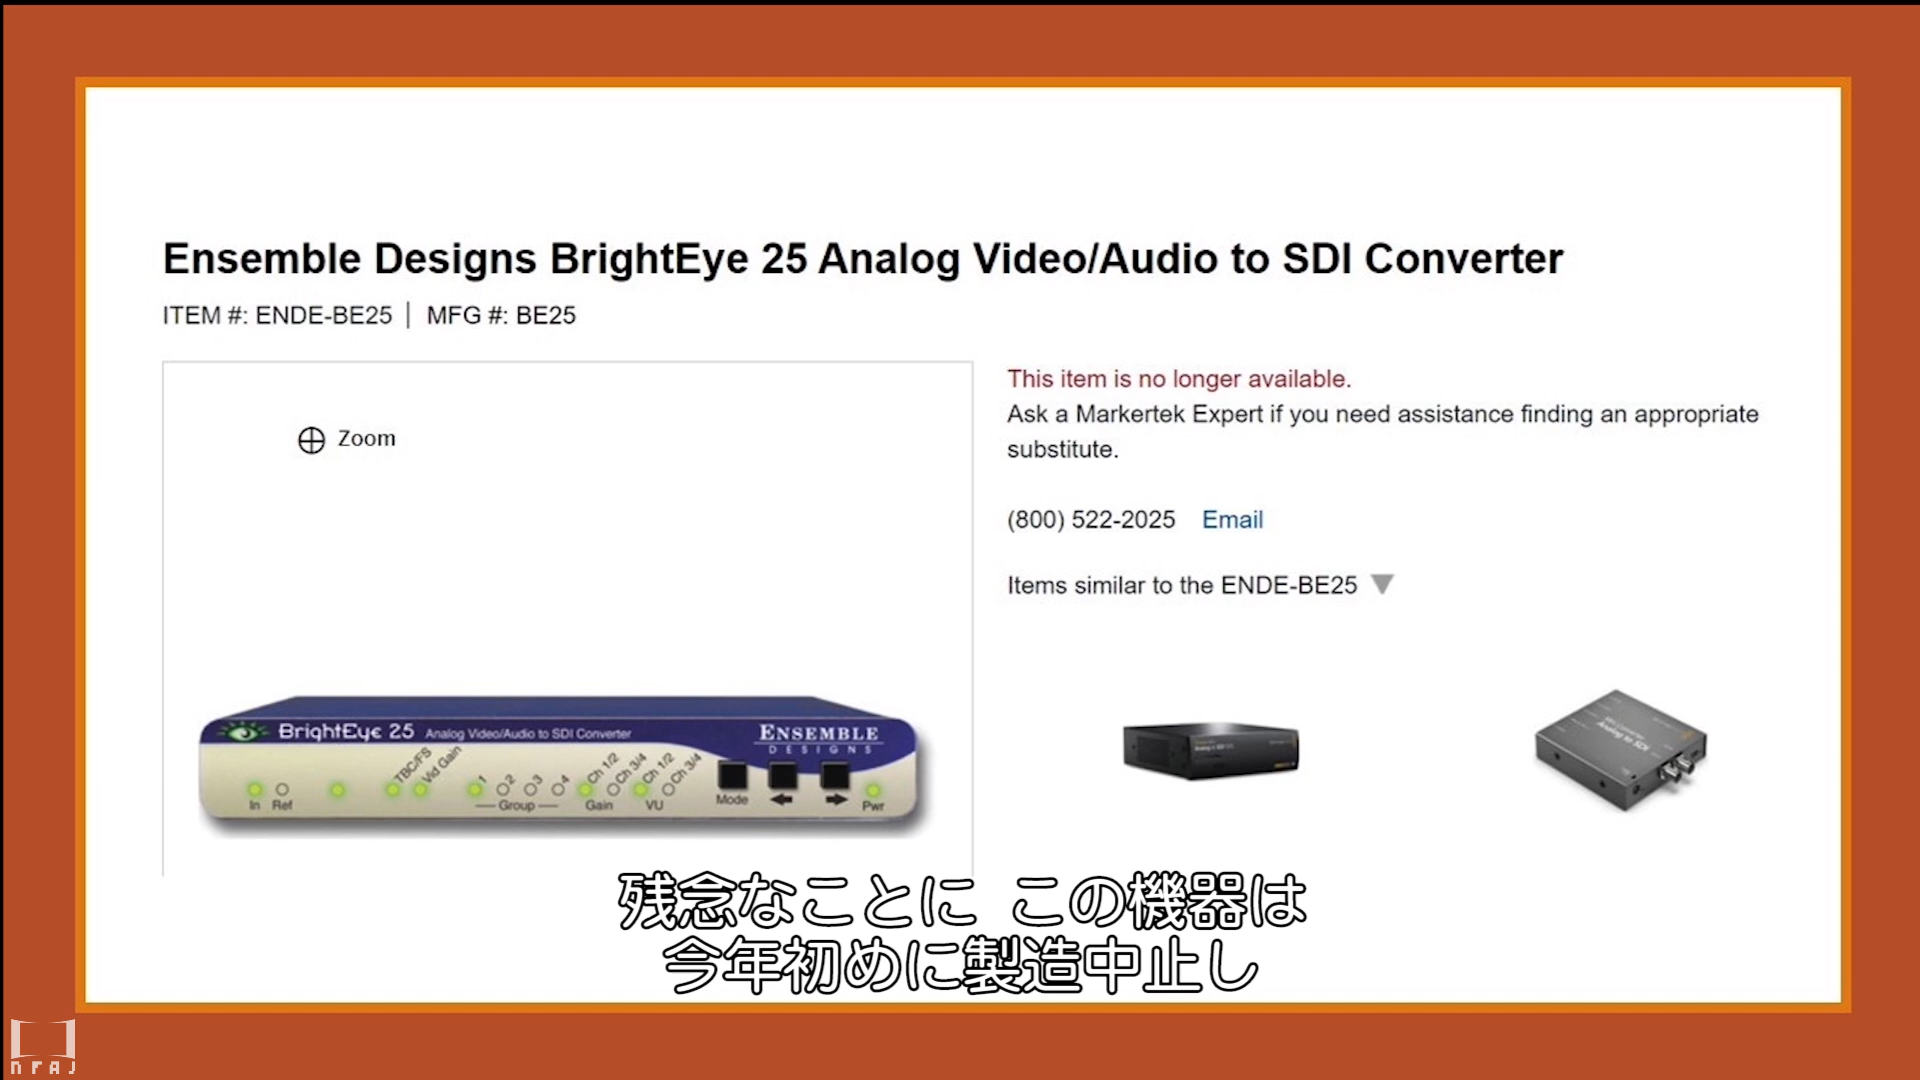 Ensemble Designs BrightEye 25 Analog Video/Audio to SDI Converter
ITEM #: ENDE-BE25 | MFG #: BE25
This item is no longer available.
Ask a Markertek Expert if you need assistance finding an appropriate
substitute.
Zoom
(800) 522-2025 Email
Items similar to the ENDE-BE25
BrightEye 25 Analog Video/Audio to SDI Converter
ENSEMBLE
DESIGNS
TBC/FS Vid Gain 1 2 3 4 Ch 1/2 Ch 3/4 Ch 1/2 Ch 3/4
In Ref Group Gain VU Mode Pwr
Analog to SDI
残念なことに この機器は
今年初めに製造中止し